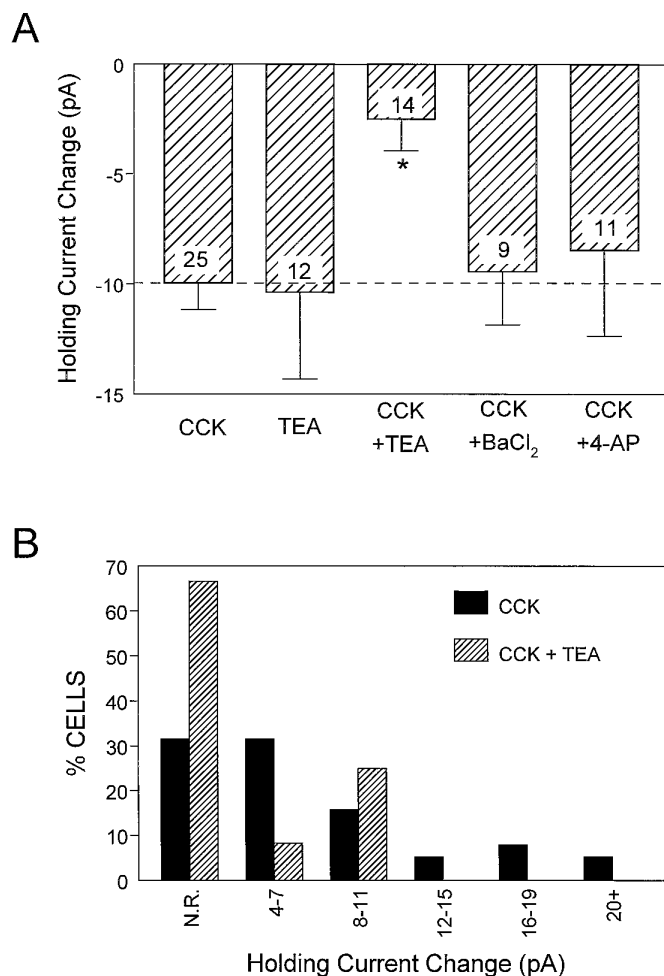 A
Holding Current Change (pA)
0
-5
-10
-15
25
12
14
*
9
11
CCK
TEA
CCK
+TEA
CCK
+BaCl₂
CCK
+4-AP
B
% CELLS
70
60
50
40
30
20
10
0
CCK
CCK + TEA
N.R.
4-7
8-11
12-15
16-19
20+
Holding Current Change (pA)